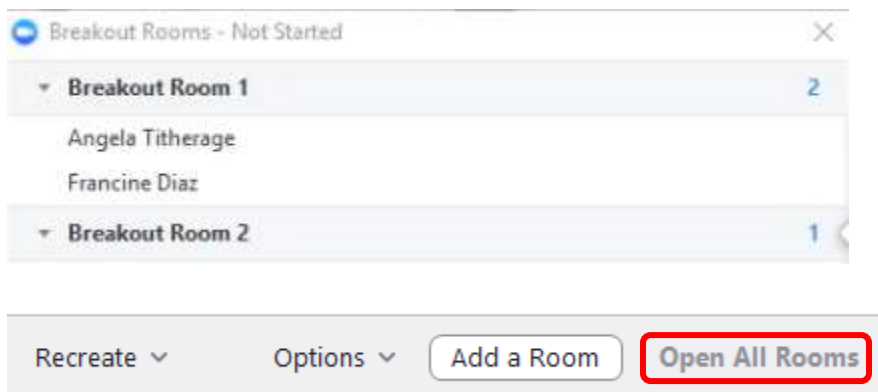 Breakout Rooms - Not Started
Breakout Room 1 2
Angela Titherage
Francine Diaz
Breakout Room 2 1
Recreate Options Add a Room Open All Rooms